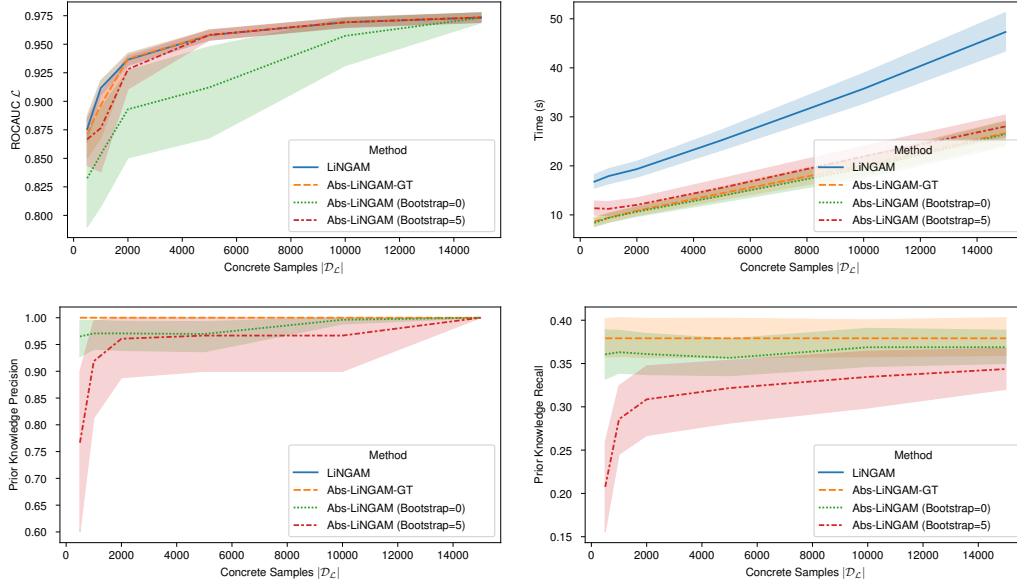 0.975
0.950
0.925
0.900
0.875
0.850
0.825
0.800
ROCAUC ℒ
0
2000
4000
6000
8000
10000
12000
14000
Concrete Samples |𝒟ℒ|
Method
LiNGAM
Abs-LiNGAM-GT
Abs-LiNGAM (Bootstrap=0)
Abs-LiNGAM (Bootstrap=5)
50
40
30
20
10
Time (s)
0
2000
4000
6000
8000
10000
12000
14000
Concrete Samples |𝒟ℒ|
Method
LiNGAM
Abs-LiNGAM-GT
Abs-LiNGAM (Bootstrap=0)
Abs-LiNGAM (Bootstrap=5)
1.00
0.95
0.90
0.85
0.80
0.75
0.70
0.65
0.60
Prior Knowledge Precision
0
2000
4000
6000
8000
10000
12000
14000
Concrete Samples |𝒟ℒ|
Method
LiNGAM
Abs-LiNGAM-GT
Abs-LiNGAM (Bootstrap=0)
Abs-LiNGAM (Bootstrap=5)
0.40
0.35
0.30
0.25
0.20
0.15
Prior Knowledge Recall
0
2000
4000
6000
8000
10000
12000
14000
Concrete Samples |𝒟ℒ|
Method
LiNGAM
Abs-LiNGAM-GT
Abs-LiNGAM (Bootstrap=0)
Abs-LiNGAM (Bootstrap=5)